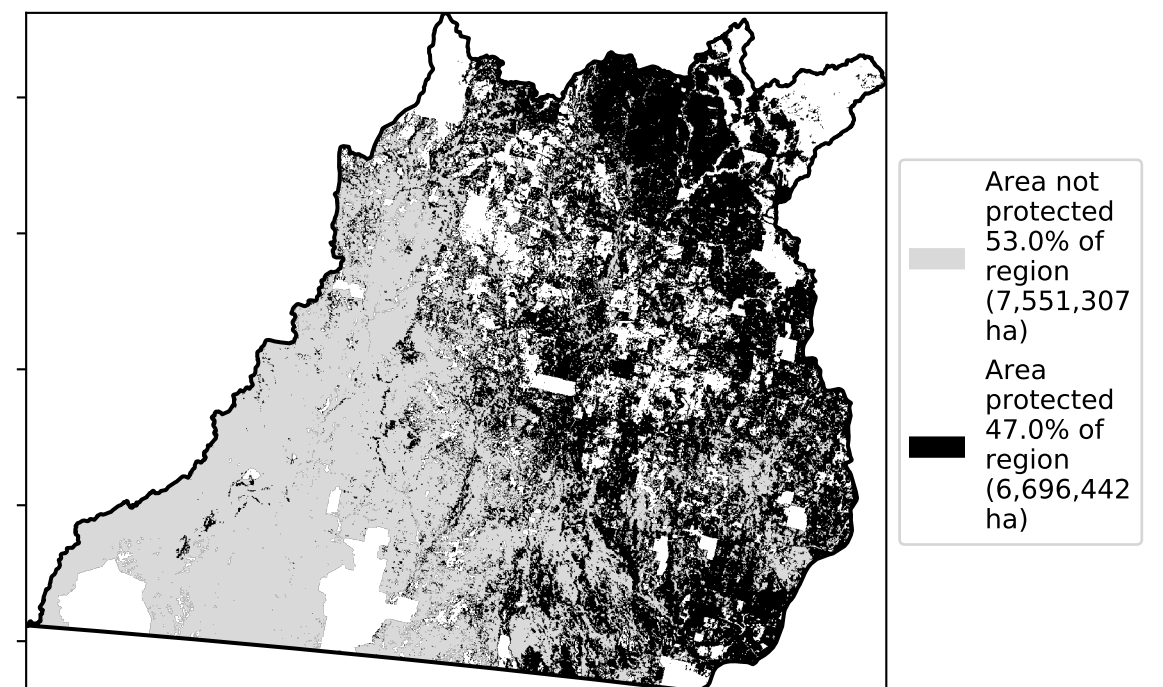 Area not
protected
53.0% of
region
(7,551,307
ha)
Area
protected
47.0% of
region
(6,696,442
ha)